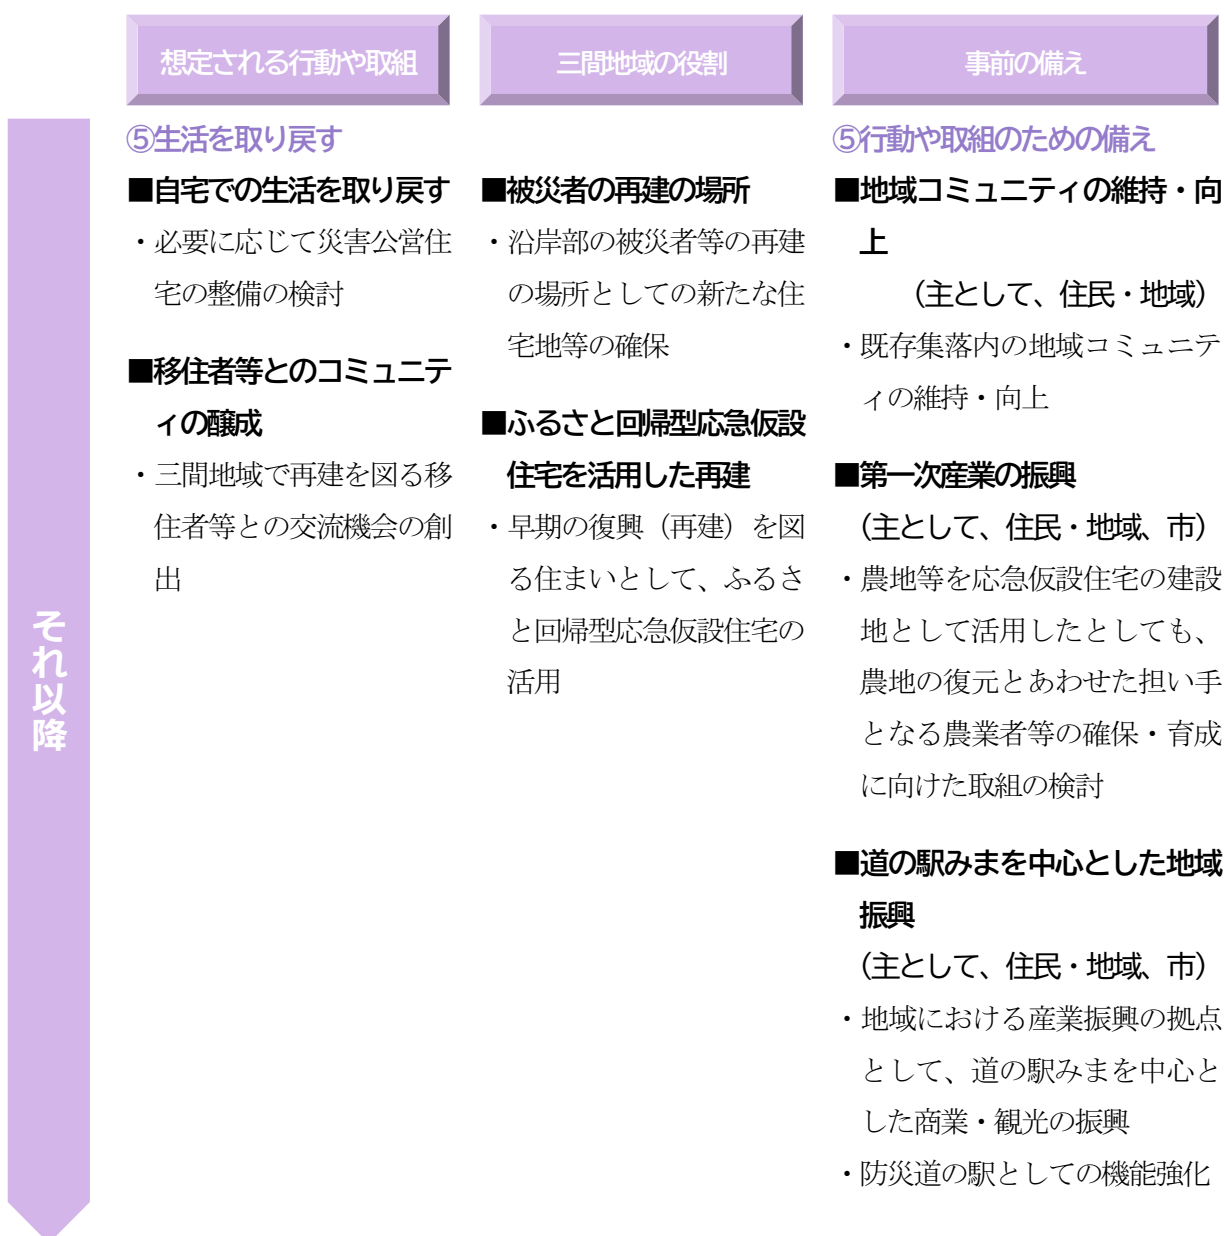 想定される行動や取組
三間地域の役割
事前の備え
それ以降
⑤生活を取り戻す
■自宅での生活を取り戻す
・必要に応じて災害公営住
宅の整備の検討
■移住者等とのコミュニテ
ィの醸成
・三間地域で再建を図る移
住者等との交流機会の創
出
■被災者の再建の場所
・沿岸部の被災者等の再建
の場所としての新たな住
宅地等の確保
■ふるさと回帰型応急仮設
住宅を活用した再建
・早期の復興（再建）を図
る住まいとして、ふるさ
と回帰型応急仮設住宅の
活用
⑤行動や取組のための備え
■地域コミュニティの維持・向
上
（主として、住民・地域）
・既存集落内の地域コミュニテ
ィの維持・向上
■第一次産業の振興
（主として、住民・地域、市）
・農地等を応急仮設住宅の建設
地として活用したとしても、
農地の復元とあわせた担い手
となる農業者等の確保・育成
に向けた取組の検討
■道の駅みまを中心とした地域
振興
（主として、住民・地域、市）
・地域における産業振興の拠点
として、道の駅みまを中心と
した商業・観光の振興
・防災道の駅としての機能強化